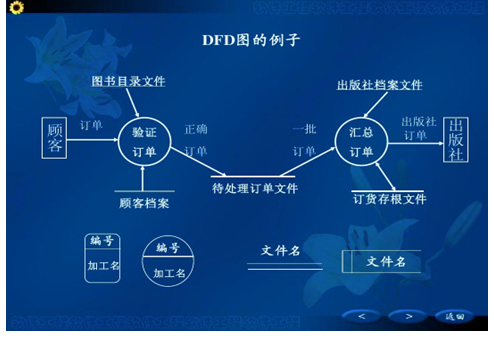 DFD图的例子
图书目录文件
出版社档案文件
顾客
订单
验证
订单
正确
订单
一批
订单
汇总
订单
出版社
订单
出版社
待处理订单文件
顾客档案
订货存根文件
编号
加工名
编号
加工名
文件名
文件名
<
>
返回